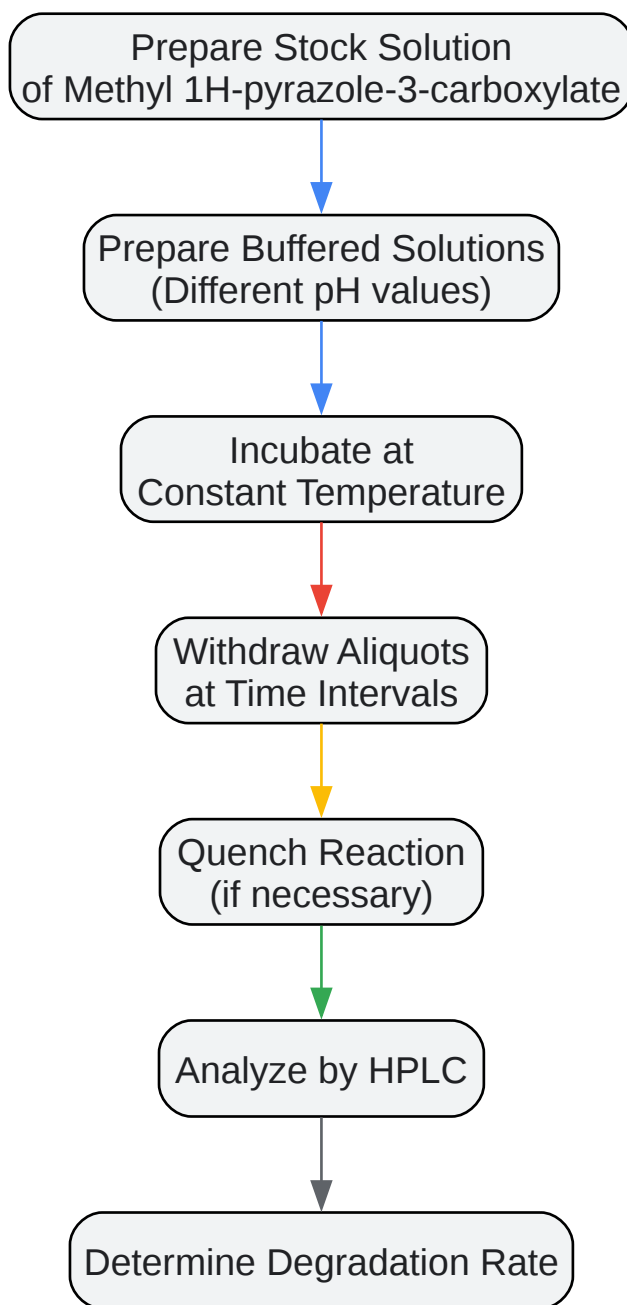 Prepare Stock Solution
of Methyl 1H-pyrazole-3-carboxylate
Prepare Buffered Solutions
(Different pH values)
Incubate at
Constant Temperature
Withdraw Aliquots
at Time Intervals
Quench Reaction
(if necessary)
Analyze by HPLC
Determine Degradation Rate